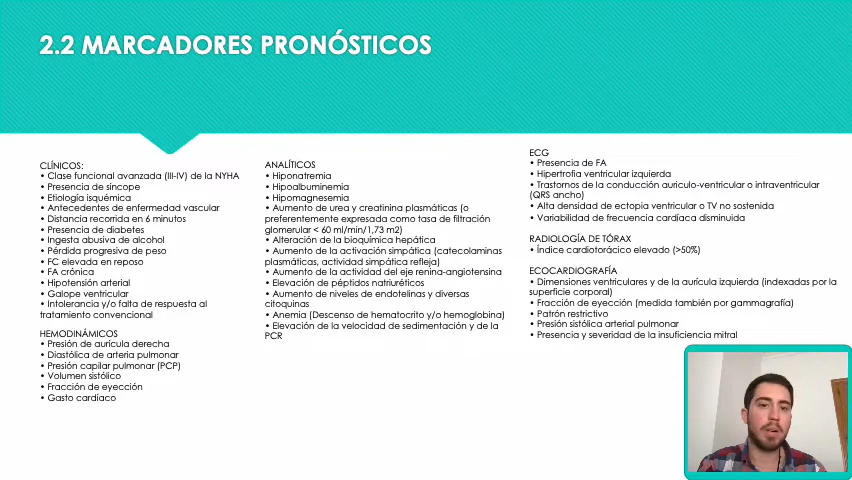 2.2 MARCADORES PRONÓSTICOS
CLÍNICOS:
• Clase funcional avanzada (III-IV) de la NYHA
• Presencia de síncope
• Etiología isquémica
• Antecedentes de enfermedad vascular
• Distancia recorrida en 6 minutos
• Presencia de diabetes
• Ingesta abusiva de alcohol
• Pérdida progresiva de peso
• FC elevada en reposo
• FA crónica
• Hipotensión arterial
• Galope ventricular
• Intolerancia y/o falta de respuesta al
tratamiento convencional
HEMODINÁMICOS
• Presión de aurícula derecha
• Diastólica de arteria pulmonar
• Presión capilar pulmonar (PCP)
• Volumen sistólico
• Fracción de eyección
• Gasto cardíaco
ANALÍTICOS
• Hiponatremia
• Hipoalbuminemia
• Hipomagnesemia
• Aumento de urea y creatinina plasmáticas (o
preferentemente expresada como tasa de filtración
glomerular < 60 ml/min/1,73 m2)
• Alteración de la bioquímica hepática
• Aumento de la activación simpática (catecolaminas
plasmáticas, actividad simpática refleja)
• Aumento de la actividad del eje renina-angiotensina
• Elevación de péptidos natriuréticos
• Aumento de niveles de endotelinas y diversas
citoquinas
• Anemia (Descenso de hematocrito y/o hemoglobina)
• Elevación de la velocidad de sedimentación y de la
PCR
ECG
• Presencia de FA
• Hipertrofia ventricular izquierda
• Trastornos de la conducción auriculo-ventricular o intraventricular
(QRS ancho)
• Alta densidad de ectopia ventricular o TV no sostenida
• Variabilidad de frecuencia cardíaca disminuida
RADIOLOGÍA DE TÓRAX
• Índice cardiotorácico elevado (>50%)
ECOCARDIOGRAFÍA
• Dimensiones ventriculares y de la aurícula izquierda (indexadas por la
superficie corporal)
• Fracción de eyección (medida también por gammagrafía)
• Patrón restrictivo
• Presión sistólica arterial pulmonar
• Presencia y severidad de la insuficiencia mitral